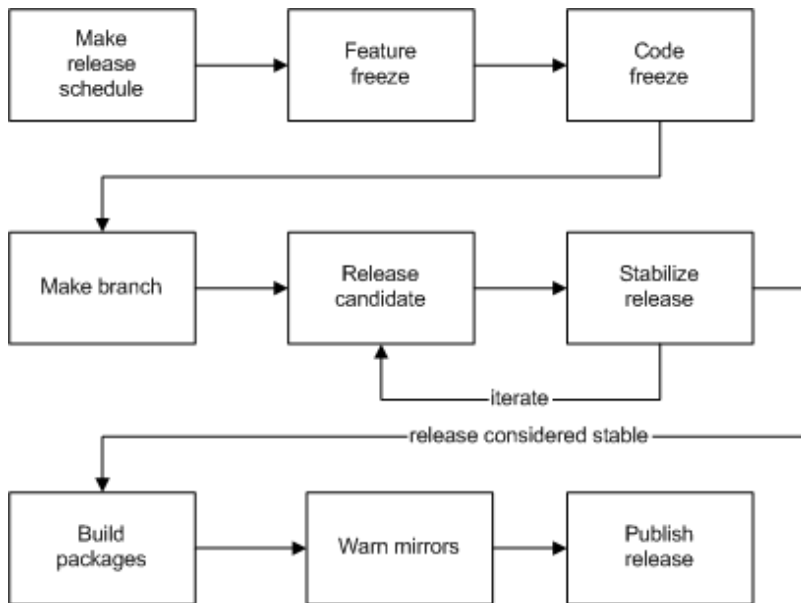 Make
release
schedule
Feature
freeze
Code
freeze
Make branch
Release
candidate
Stabilize
release
iterate
release considered stable
Build
packages
Warn mirrors
Publish
release